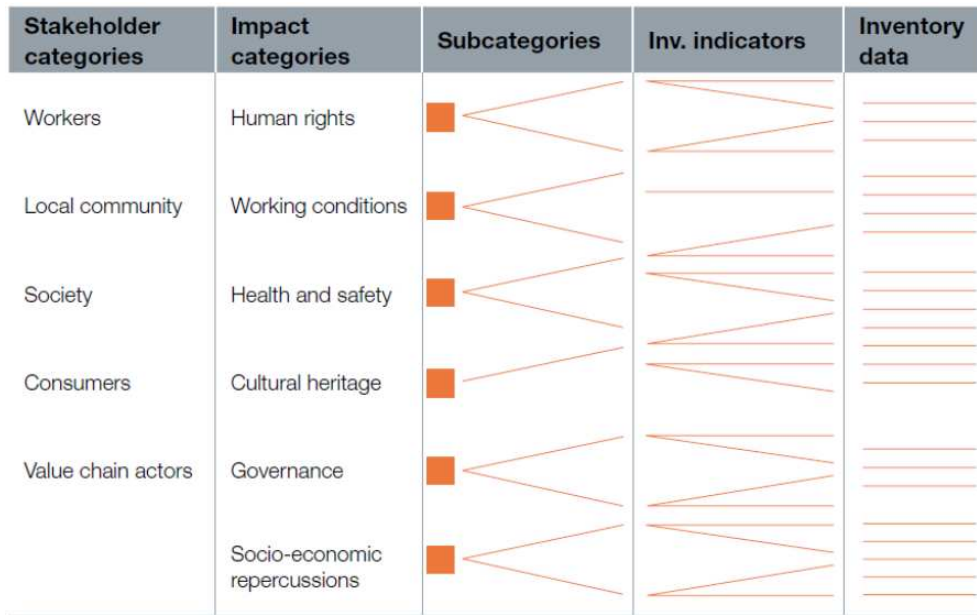 Stakeholder categories
Impact categories
Subcategories
Inv. indicators
Inventory data
Workers
Human rights
Local community
Working conditions
Society
Health and safety
Consumers
Cultural heritage
Value chain actors
Governance
Socio-economic
repercussions